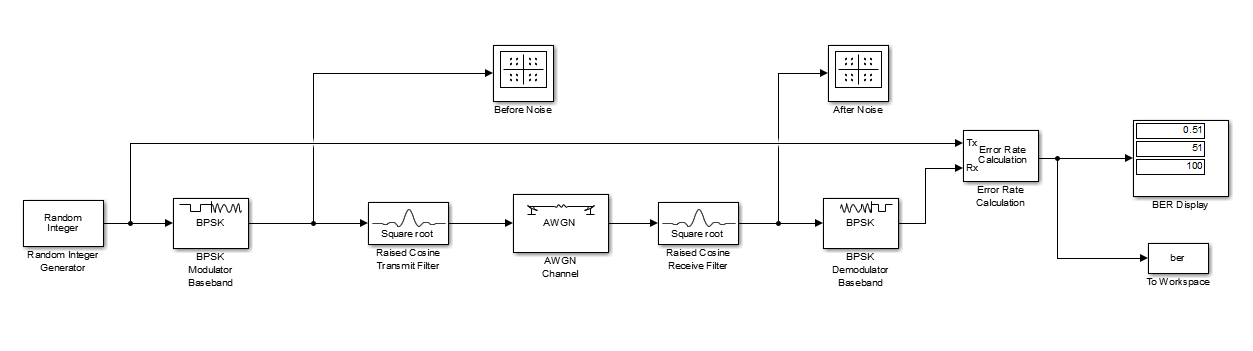 Before Noise
After Noise
Tx
Rx
Error Rate
Calculation
Error Rate
Calculation
0.51
51
100
BER Display
Random
Integer
Random Integer
Generator
BPSK
BPSK
Modulator
Baseband
Square root
Raised Cosine
Transmit Filter
AWGN
AWGN
Channel
Square root
Raised Cosine
Receive Filter
BPSK
BPSK
Demodulator
Baseband
ber
To Workspace